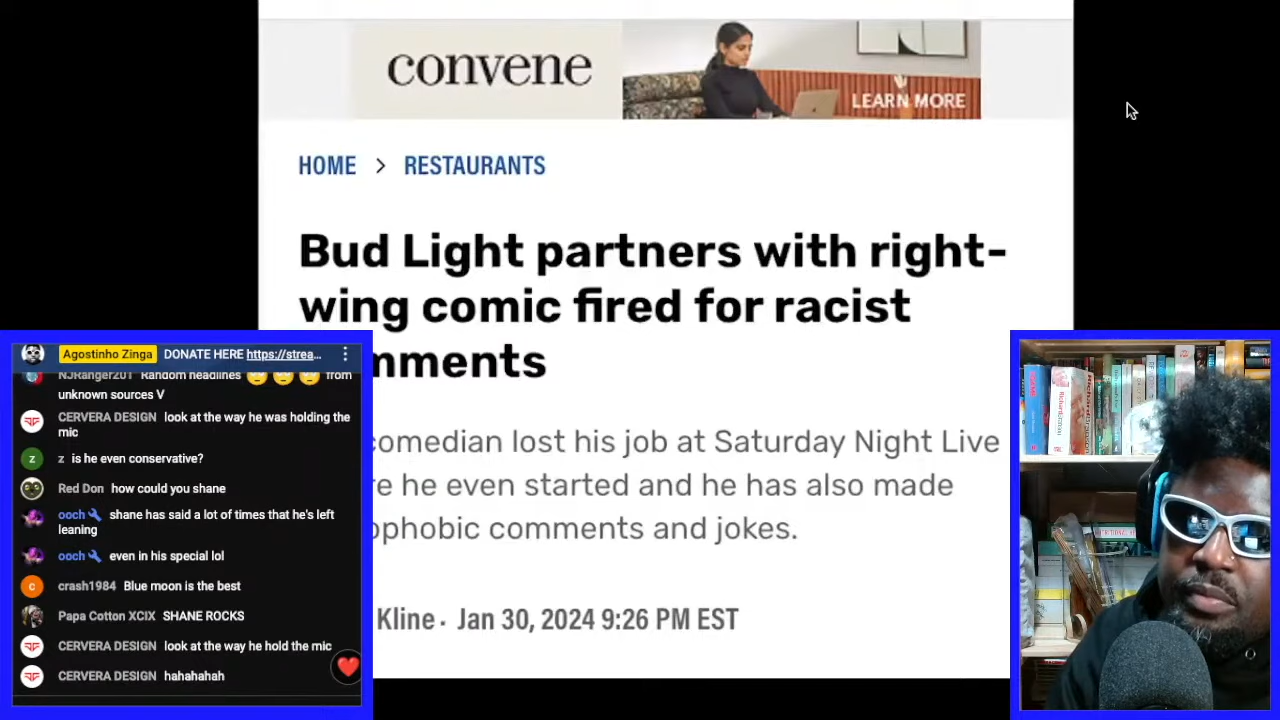 convene
LEARN MORE
HOME > RESTAURANTS
Bud Light partners with right-
wing comic fired for racist
mments
comedian lost his job at Saturday Night Live
re he even started and he has also made
ophobic comments and jokes.
Kline · Jan 30, 2024 9:26 PM EST
Agostinho Zinga DONATE HERE https://strea...
NJRanger201 Random headlines 😳 😳 😳 from
unknown sources V
CERVERA DESIGN look at the way he was holding the
mic
z z is he even conservative?
Red Don how could you shane
ooch shane has said a lot of times that he's left
leaning
ooch even in his special lol
c crash1984 Blue moon is the best
Papa Cotton XCIX SHANE ROCKS
CERVERA DESIGN look at the way he hold the mic
CERVERA DESIGN hahahahah